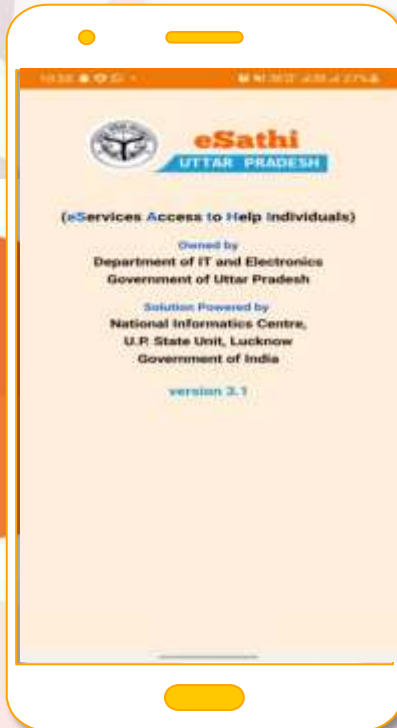 eSathi
UTTAR PRADESH
(eServices Access to Help Individuals)
Owned by
Department of IT and Electronics
Government of Uttar Pradesh
Solution Powered by
National Informatics Centre,
U.P. State Unit, Lucknow
Government of India
version 3.1